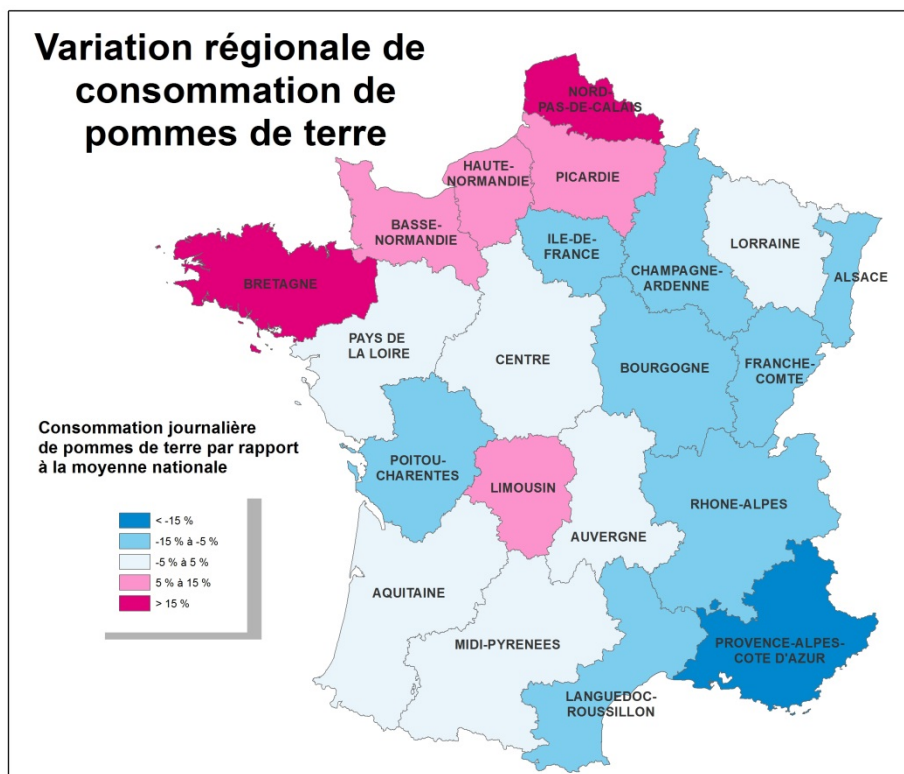 Variation régionale de
consommation de
pommes de terre
NORD-
PAS-DE-CALAIS
HAUTE-
NORMANDIE
PICARDIE
BASSE-
NORMANDIE
ILE-DE-
FRANCE
LORRAINE
CHAMPAGNE-
ARDENNE
ALSACE
BRETAGNE
PAYS DE
LA LOIRE
CENTRE
BOURGOGNE
FRANCHE-
COMTE
Consommation journalière
de pommes de terre par rapport
à la moyenne nationale
< -15 %
-15 % à -5%
-5% à 5%
5 % à 15%
> 15 %
POITOU-
CHARENTES
LIMOUSIN
RHONE-ALPES
AUVERGNE
AQUITAINE
MIDI-PYRENEES
PROVENCE-ALPES-
COTE D'AZUR
LANGUEDOC-
ROUSSILLON